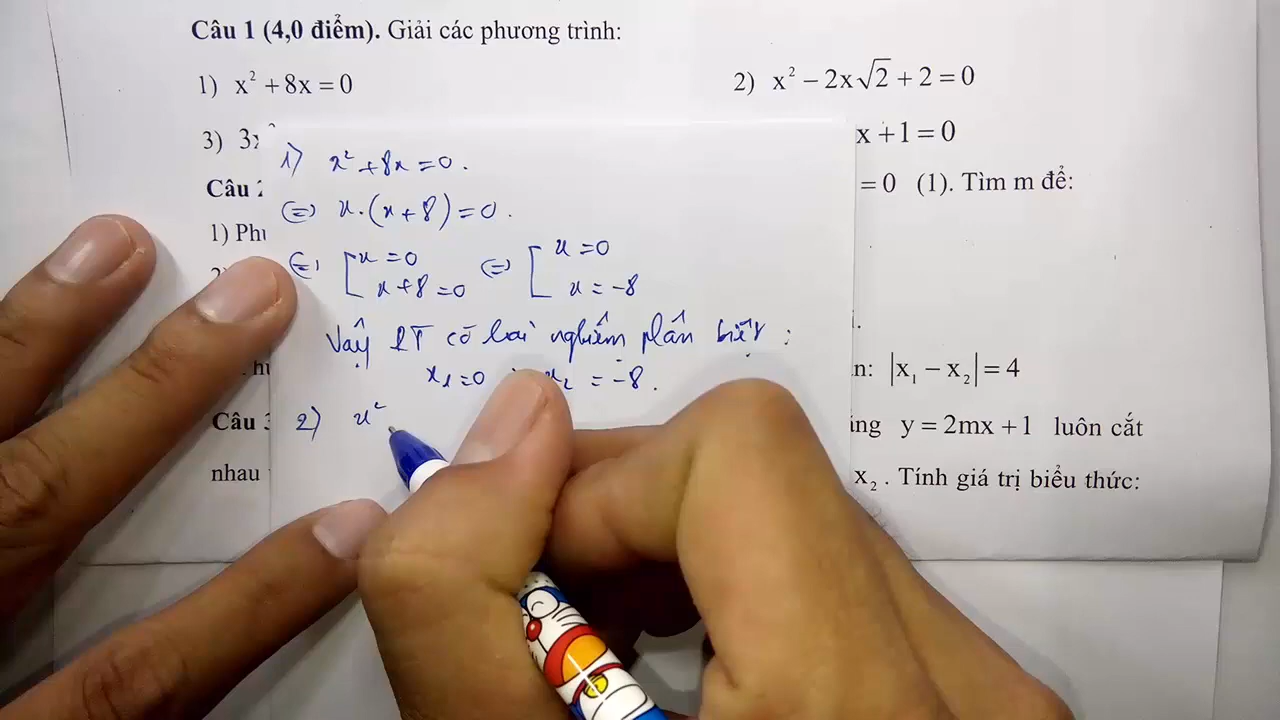 Câu 1 (4,0 điểm). Giải các phương trình:
1) x² + 8x = 0
2) x² − 2x√2 + 2 = 0
3) 3x
x + 1 = 0
Câu 2
= 0 (1). Tìm m để:
1) Phư
n: |x₁ − x₂| = 4
Câu 3
y = 2mx + 1 luôn cắt
nhau
x₂ . Tính giá trị biểu thức:
1) x² + 8x = 0.
⇔ x.(x+8) = 0.
⇔ [ x = 0
x + 8 = 0
⇔ [ x = 0
x = −8
Vậy PT có hai nghiệm phân biệt :
x₁ = 0 ; x₂ = −8.
2) x²